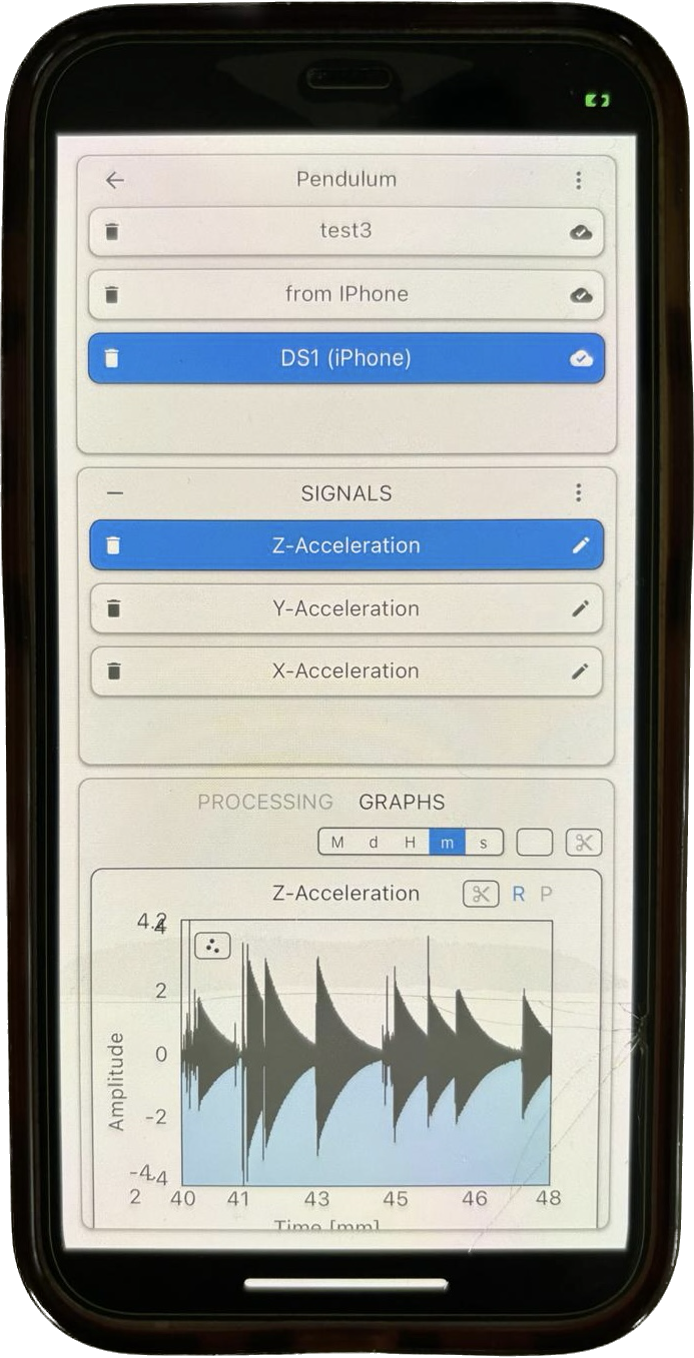 Pendulum
test3
from IPhone
DS1 (iPhone)
SIGNALS
Z-Acceleration
Y-Acceleration
X-Acceleration
PROCESSING GRAPHS
M d H m s
Z-Acceleration R P
4.2
4
2
0
-2
-4
-4.4
Amplitude
2 40 41 43 45 46 48
Time [mm]